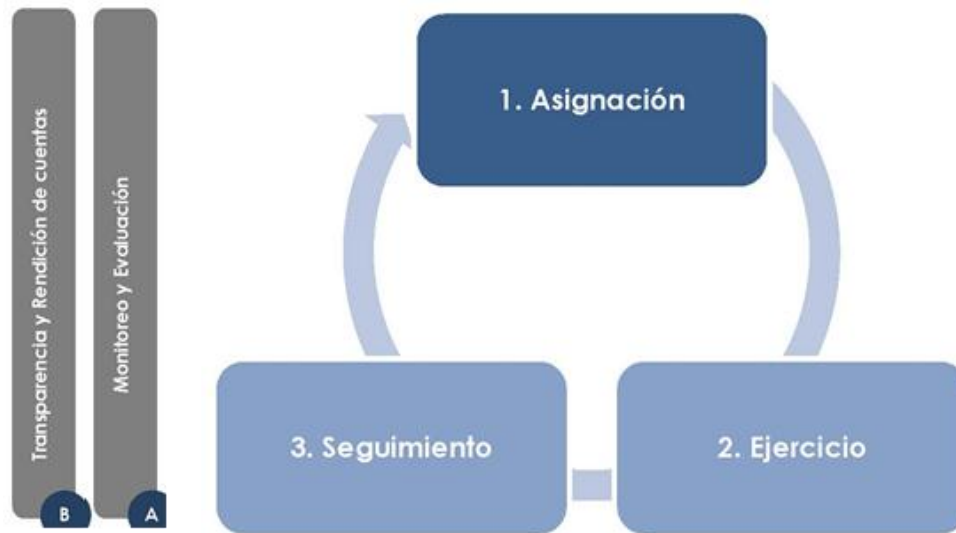 Transparencia y Rendición de cuentas
B
Monitoreo y Evaluación
A
1. Asignación
3. Seguimiento
2. Ejercicio